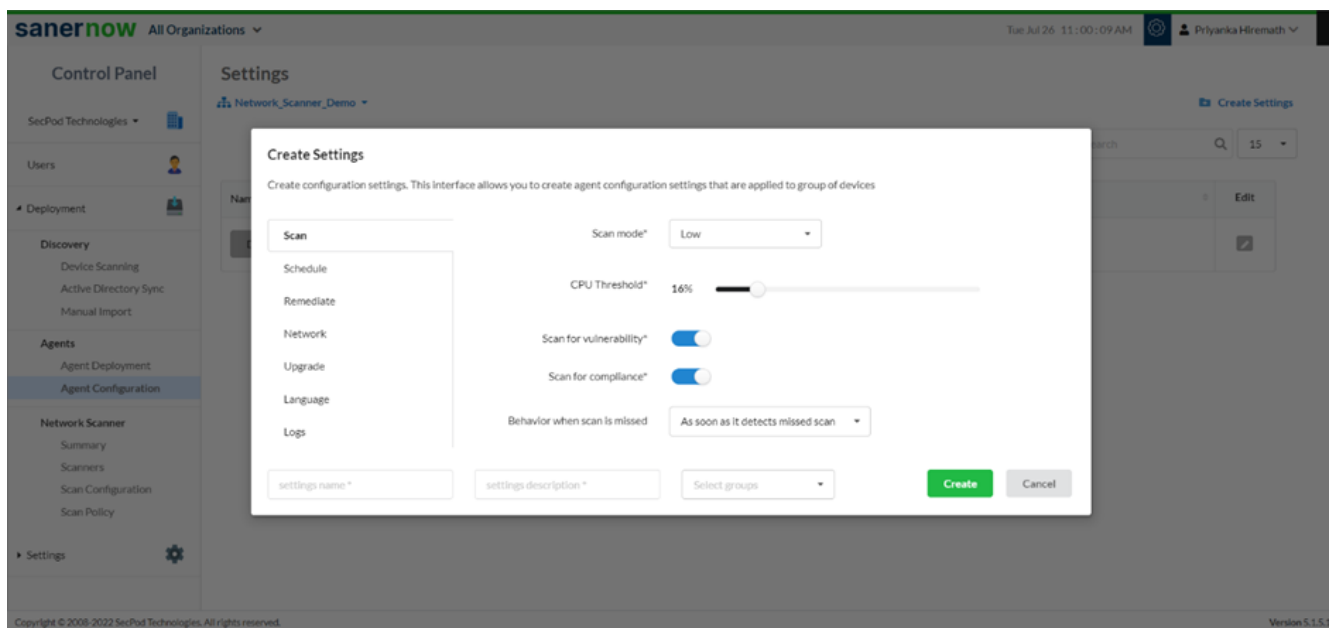 sanernow All Organizations
Tue Jul 26 11:00:09 AM
Priyanka Hiremath
Control Panel
SecPod Technologies
Users
Deployment
Discovery
Device Scanning
Active Directory Sync
Manual Import
Agents
Agent Deployment
Agent Configuration
Network Scanner
Summary
Scanners
Scan Configuration
Scan Policy
Settings
Settings
Network_Scanner_Demo
Create Settings
15
Edit
Create Settings
Create configuration settings. This interface allows you to create agent configuration settings that are applied to group of devices
Scan
Schedule
Remediate
Network
Upgrade
Language
Logs
Scan mode* Low
CPU Threshold* 16%
Scan for vulnerability*
Scan for compliance*
Behavior when scan is missed As soon as it detects missed scan
settings name * settings description * Select groups Create Cancel
Copyright © 2008-2022 SecPod Technologies. All rights reserved.